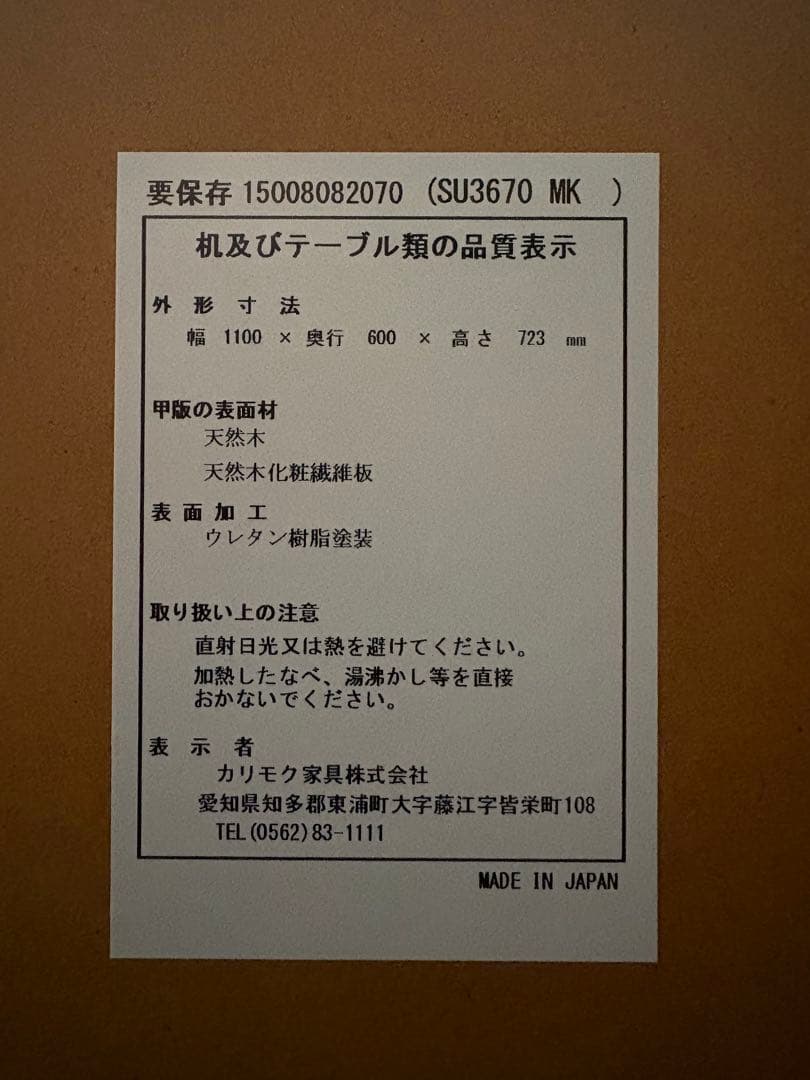 要保存 15008082070 (SU3670 MK )
机及びテーブル類の品質表示
外形寸法
幅 1100 × 奥行 600 × 高さ 723 mm
甲版の表面材
天然木
天然木化粧繊維板
表面加工
ウレタン樹脂塗装
取り扱い上の注意
直射日光又は熱を避けてください。
加熱したなべ、湯沸かし等を直接
おかないでください。
表示者
カリモク家具株式会社
愛知県知多郡東浦町大字藤江字皆栄町108
TEL(0562)83-1111
MADE IN JAPAN